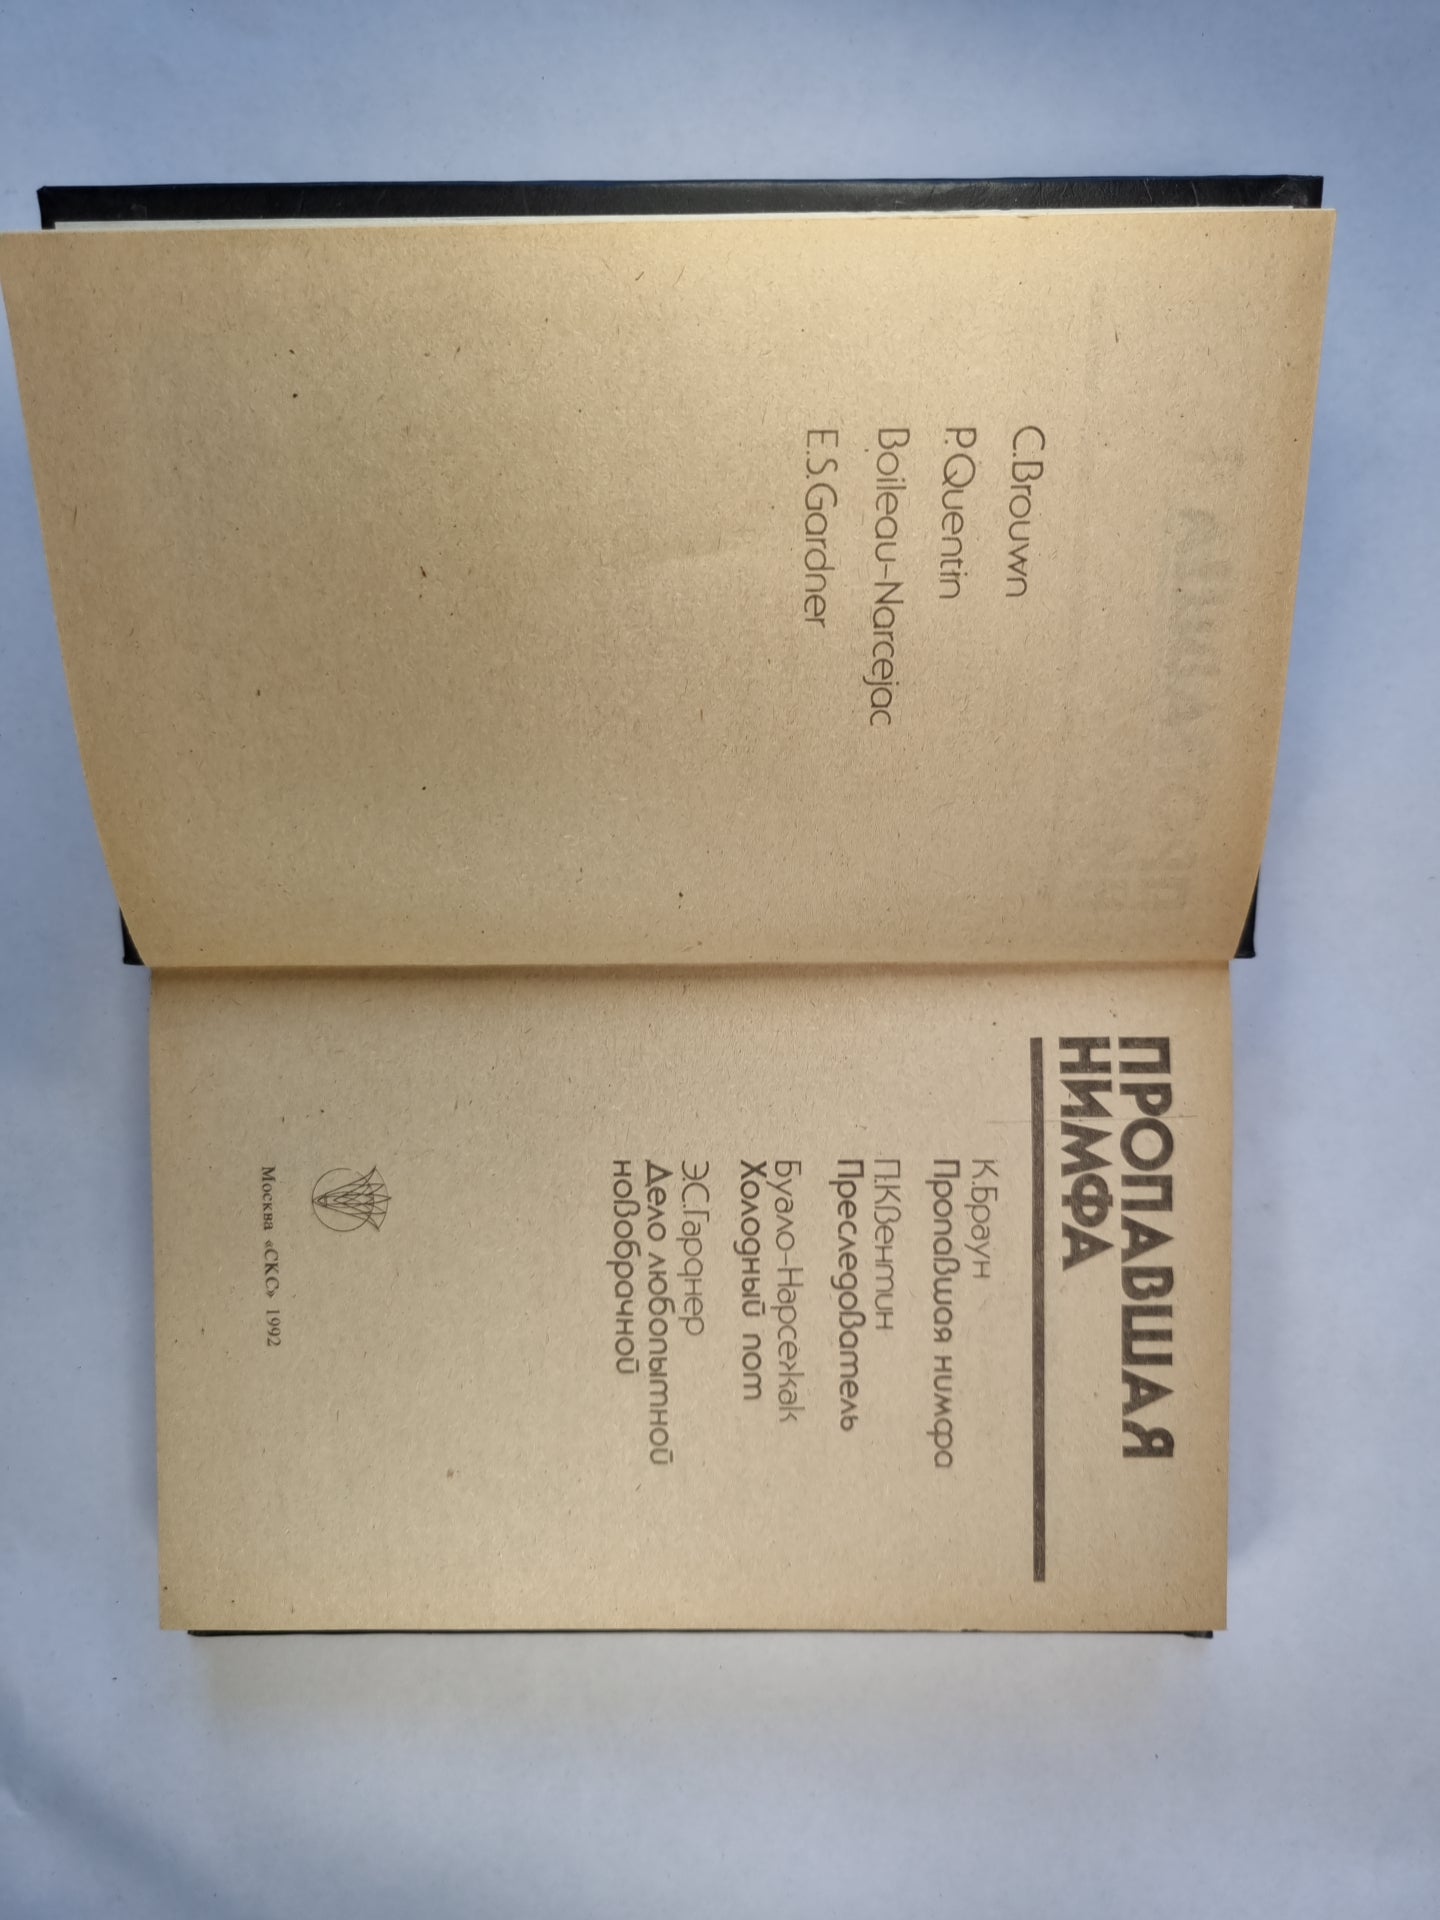 C.Brouwn
P.Quentin
Boileau-Narcejac
E.S.Gardner
ПРОПАВШАЯ
НИМФА
К.Браун
Пропавшая нимфа
П.Квентин
Преследователь
Буало-Нарсежак
Холодный пот
Э.С.Гарднер
Дело любопытной
новобрачной
Москва «СКС» 1992